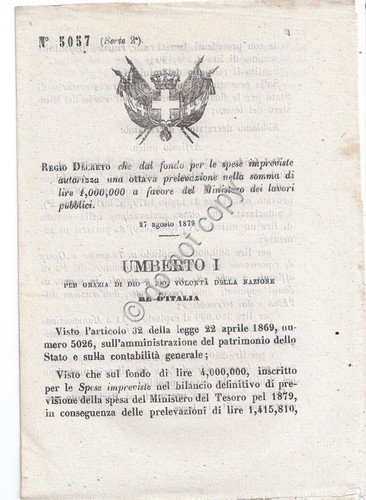 N° 5057 (Serie 2ª).
REGIO DECRETO che dal fondo per le spese impreviste
autorizza una ottava prelevazione nella somma di
lire 1,000,000 a favore del Ministero dei lavori
pubblici.
27 agosto 1879
UMBERTO I
PER GRAZIA DI DIO E PER VOLONTÀ DELLA NAZIONE
RE D'ITALIA
Visto l'articolo 32 della legge 22 aprile 1869, nu-
mero 5026, sull'amministrazione del patrimonio dello
Stato e sulla contabilità generale;
Visto che sul fondo di lire 4,000,000, inscritto
per le Spese impreviste nel bilancio definitivo di pre-
visione della spesa del Ministero del Tesoro pel 1879,
in conseguenza delle prelevazioni di lire 1,415,810,
do not copy